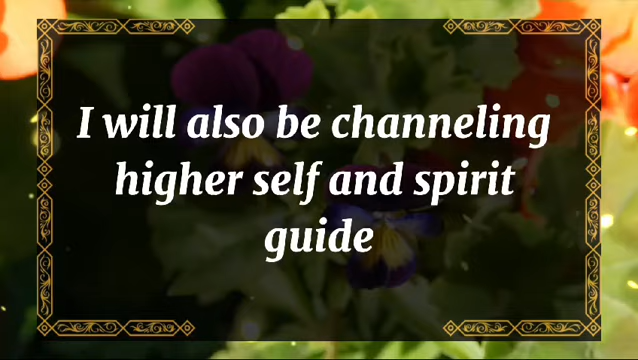 I will also be channeling
higher self and spirit
guide